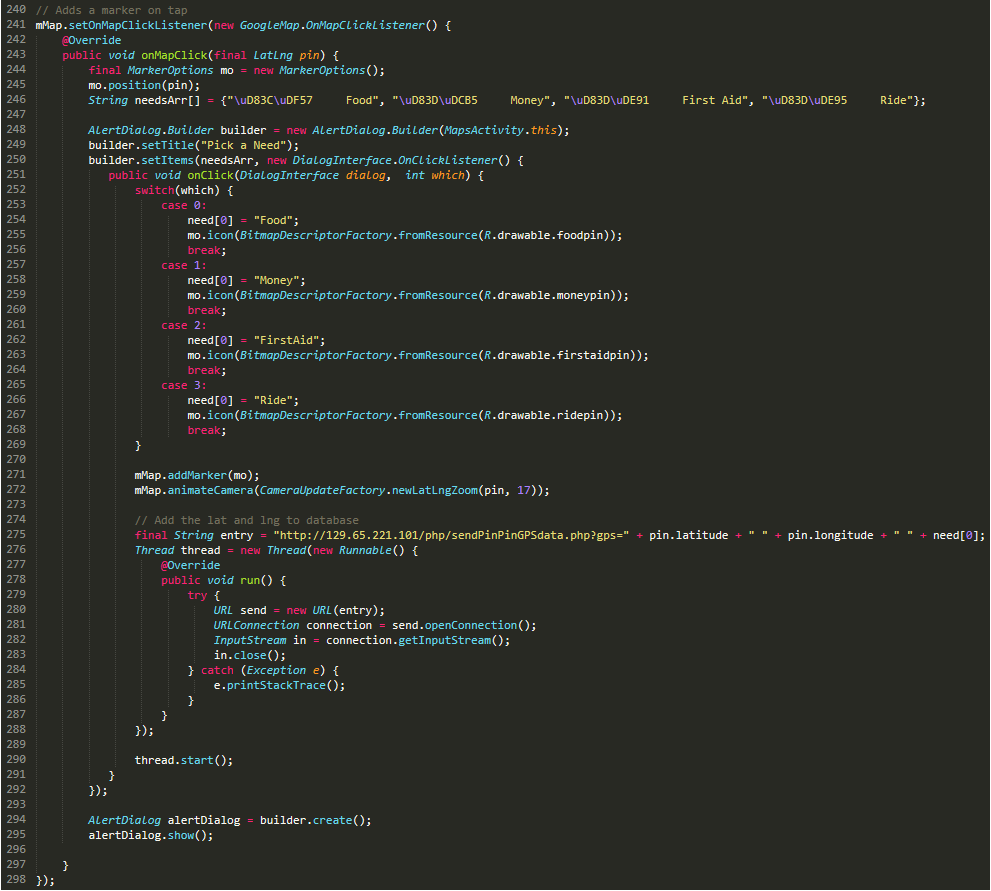 240 // Adds a marker on tap
241 mMap.setOnMapClickListener(new GoogleMap.OnMapClickListener() {
242     @Override
243     public void onMapClick(final LatLng pin) {
244         final MarkerOptions mo = new MarkerOptions();
245         mo.position(pin);
246         String needsArr[] = {"\uD83C\uDF57     Food", "\uD83D\uDCB5     Money", "\uD83D\uDE91     First Aid", "\uD83D\uDE95     Ride"};
247
248         AlertDialog.Builder builder = new AlertDialog.Builder(MapsActivity.this);
249         builder.setTitle("Pick a Need");
250         builder.setItems(needsArr, new DialogInterface.OnClickListener() {
251            public void onClick(DialogInterface dialog,  int which) {
252                switch(which) {
253                    case 0:
254                        need[0] = "Food";
255                        mo.icon(BitmapDescriptorFactory.fromResource(R.drawable.foodpin));
256                        break;
257                    case 1:
258                        need[0] = "Money";
259                        mo.icon(BitmapDescriptorFactory.fromResource(R.drawable.moneypin));
260                        break;
261                    case 2:
262                        need[0] = "FirstAid";
263                        mo.icon(BitmapDescriptorFactory.fromResource(R.drawable.firstaidpin));
264                        break;
265                    case 3:
266                        need[0] = "Ride";
267                        mo.icon(BitmapDescriptorFactory.fromResource(R.drawable.ridepin));
268                        break;
269                }
270
271                mMap.addMarker(mo);
272                mMap.animateCamera(CameraUpdateFactory.newLatLngZoom(pin, 17));
273
274                // Add the lat and lng to database
275                final String entry = "http://129.65.221.101/php/sendPinPinGPSdata.php?gps=" + pin.latitude + " " + pin.longitude + " " + need[0];
276                Thread thread = new Thread(new Runnable() {
277                    @Override
278                    public void run() {
279                        try {
280                            URL send = new URL(entry);
281                            URLConnection connection = send.openConnection();
282                            InputStream in = connection.getInputStream();
283                            in.close();
284                        } catch (Exception e) {
285                            e.printStackTrace();
286                        }
287                    }
288                });
289
290                thread.start();
291            }
292         });
293
294         AlertDialog alertDialog = builder.create();
295         alertDialog.show();
296
297     }
298 });